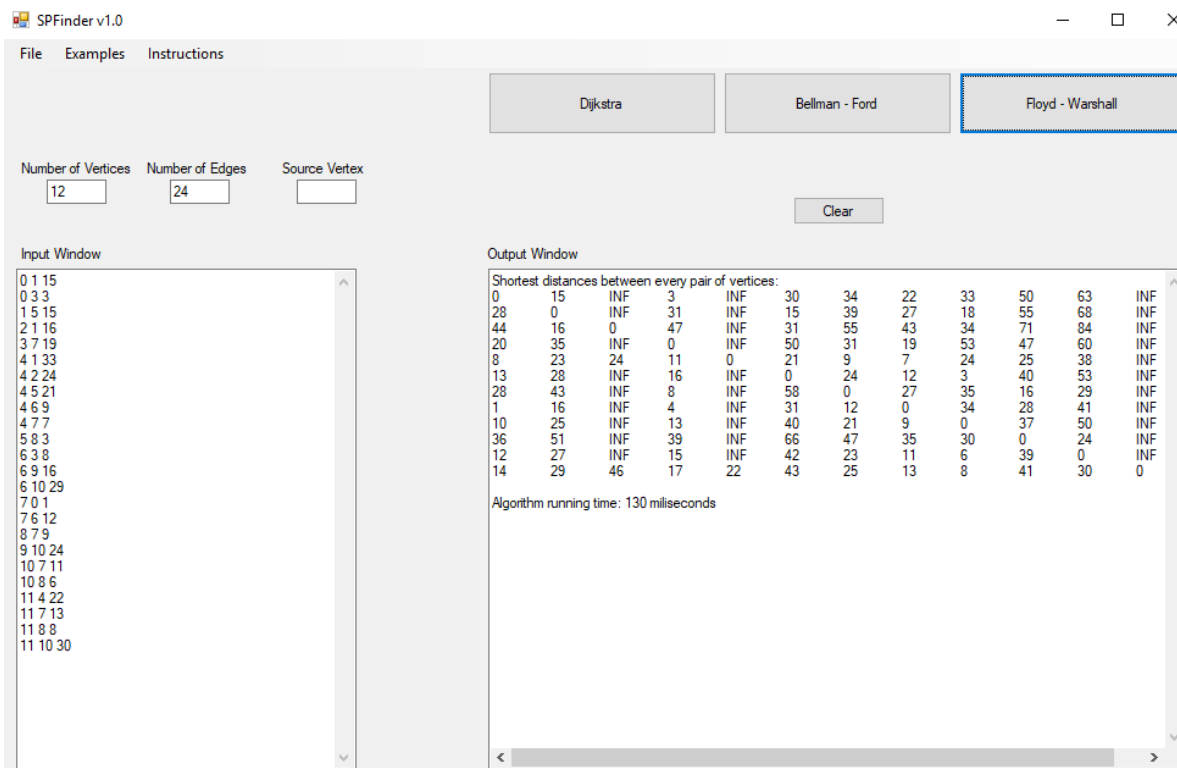 SPFinder v1.0
File Examples Instructions
Dijkstra Bellman - Ford Floyd - Warshall
Number of Vertices Number of Edges Source Vertex
12 24
Clear
Input Window
0 1 15
0 3 3
1 5 15
2 1 16
3 7 19
4 1 33
4 2 24
4 5 21
4 6 9
4 7 7
5 8 3
6 3 8
6 9 16
6 10 29
7 0 1
7 6 12
8 7 9
9 10 24
10 7 11
10 8 6
11 4 22
11 7 13
11 8 8
11 10 30
Output Window
Shortest distances between every pair of vertices:
0 15 INF 3 INF 30 34 22 33 50 63 INF
28 0 INF 31 INF 15 39 27 18 55 68 INF
44 16 0 47 INF 31 55 43 34 71 84 INF
20 35 INF 0 INF 50 31 19 53 47 60 INF
8 23 24 11 0 21 9 7 24 25 38 INF
13 28 INF 16 INF 0 24 12 3 40 53 INF
28 43 INF 8 INF 58 0 27 35 16 29 INF
1 16 INF 4 INF 31 12 0 34 28 41 INF
10 25 INF 13 INF 40 21 9 0 37 50 INF
36 51 INF 39 INF 66 47 35 30 0 24 INF
12 27 INF 15 INF 42 23 11 6 39 0 INF
14 29 46 17 22 43 25 13 8 41 30 0
Algorithm running time: 130 miliseconds